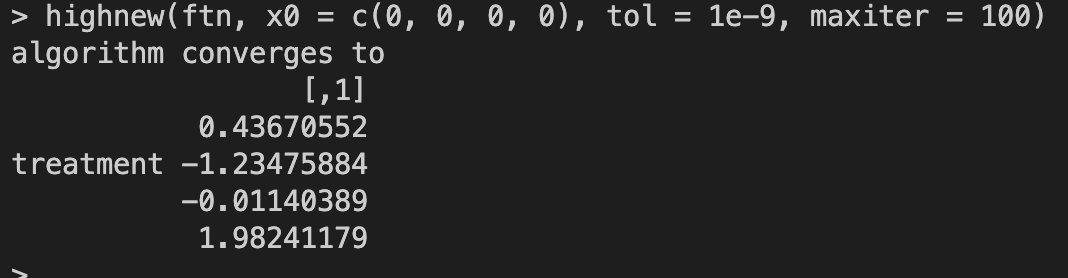 > highnew(ftn, x0 = c(0, 0, 0, 0), tol = 1e-9, maxiter = 100)
algorithm converges to
[,1]
0.43670552
treatment -1.23475884
-0.01140389
1.98241179
>